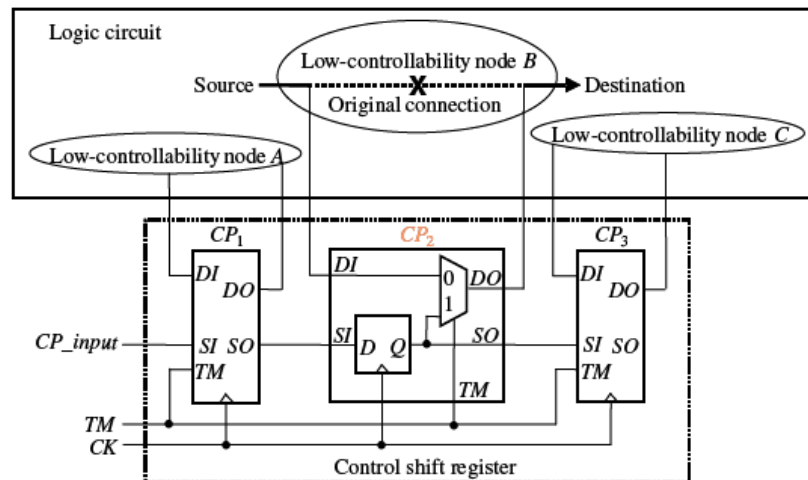 Logic circuit
Low-controllability node B
Source
Destination
Original connection
Low-controllability node A
Low-controllability node C
CP₁
CP₂
CP₃
DI
DO
SI SO
TM
DI
0
1
DO
SI
D Q
SO
TM
DI
DO
SI SO
TM
CP_input
TM
CK
Control shift register